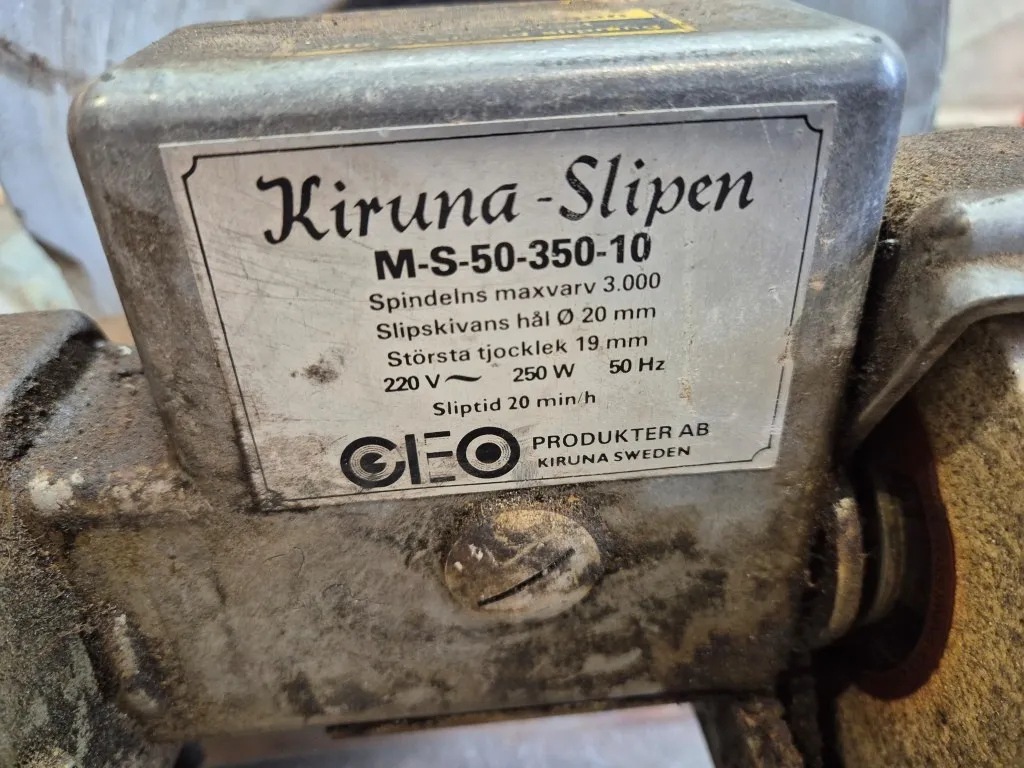 Kiruna-Slipen
M-S-50-350-10
Spindelns maxvarv 3.000
Slipskivans hål Ø 20 mm
Största tjocklek 19 mm
220 V ~ 250 W 50 Hz
Sliptid 20 min/h
GEO PRODUKTER AB
KIRUNA SWEDEN